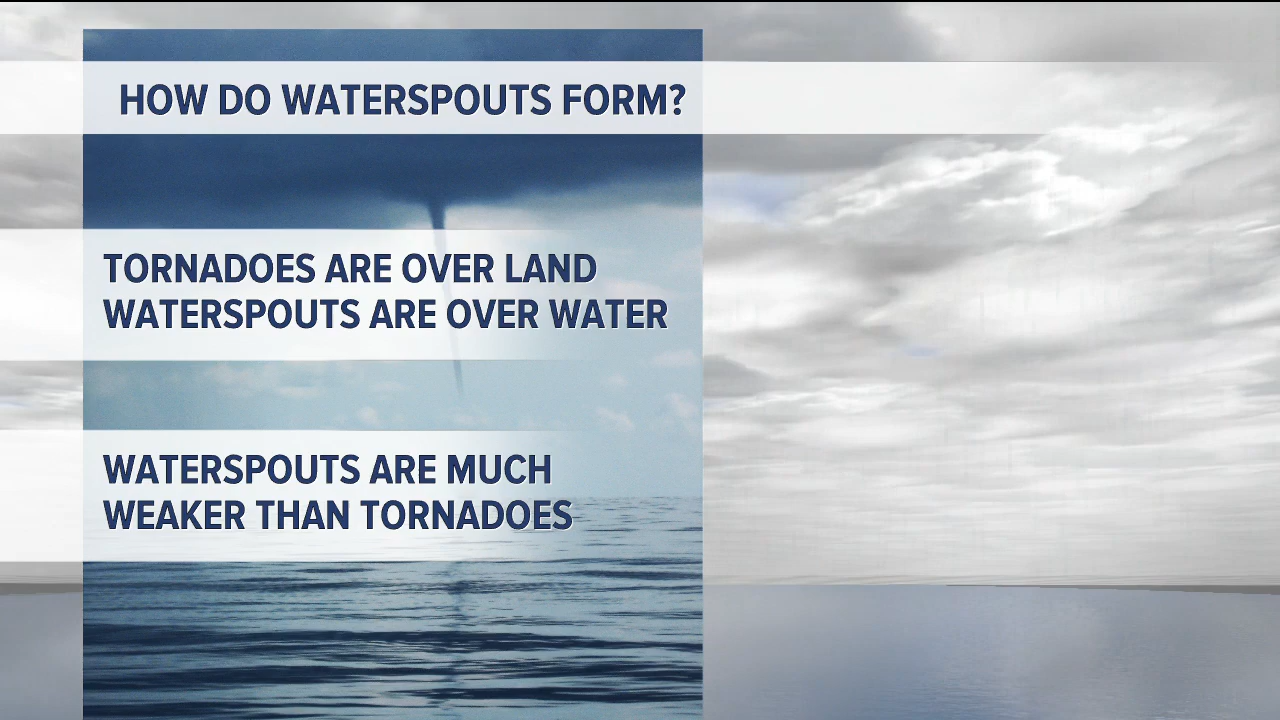 HOW DO WATERSPOUTS FORM?
TORNADOES ARE OVER LAND
WATERSPOUTS ARE OVER WATER
WATERSPOUTS ARE MUCH
WEAKER THAN TORNADOES